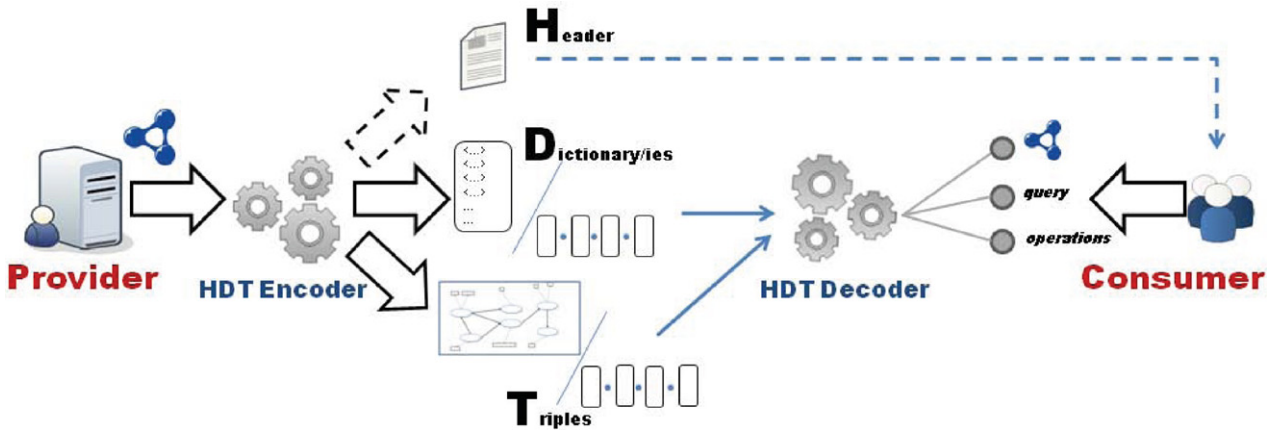 Header
Dictionary/ies
<...>
<...>
<...>
<...>
...
...
query
operations
Provider
HDT Encoder
HDT Decoder
Consumer
Triples